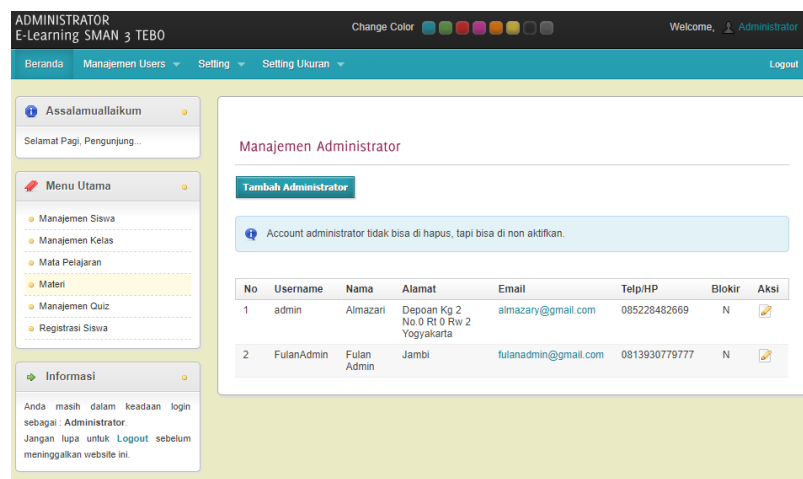 ADMINISTRATOR
E-Learning SMAN 3 TEBO
Change Color
Welcome, Administrator
Beranda Manajemen Users Setting Setting Ukuran Logout
Assalamuallaikum
Selamat Pagi, Pengunjung...
Menu Utama
Manajemen Siswa
Manajemen Kelas
Mata Pelajaran
Materi
Manajemen Quiz
Registrasi Siswa
Informasi
Anda masih dalam keadaan login
sebagai : Administrator.
Jangan lupa untuk Logout sebelum
meninggalkan website ini.
Manajemen Administrator
Tambah Administrator
Account administrator tidak bisa di hapus, tapi bisa di non aktifkan.
No Username Nama Alamat Email Telp/HP Blokir Aksi
1 admin Almazari Depoan Kg 2 almazary@gmail.com 085228482669 N
No.0 Rt 0 Rw 2
Yogyakarta
2 FulanAdmin Fulan Jambi fulanadmin@gmail.com 0813930779777 N
Admin